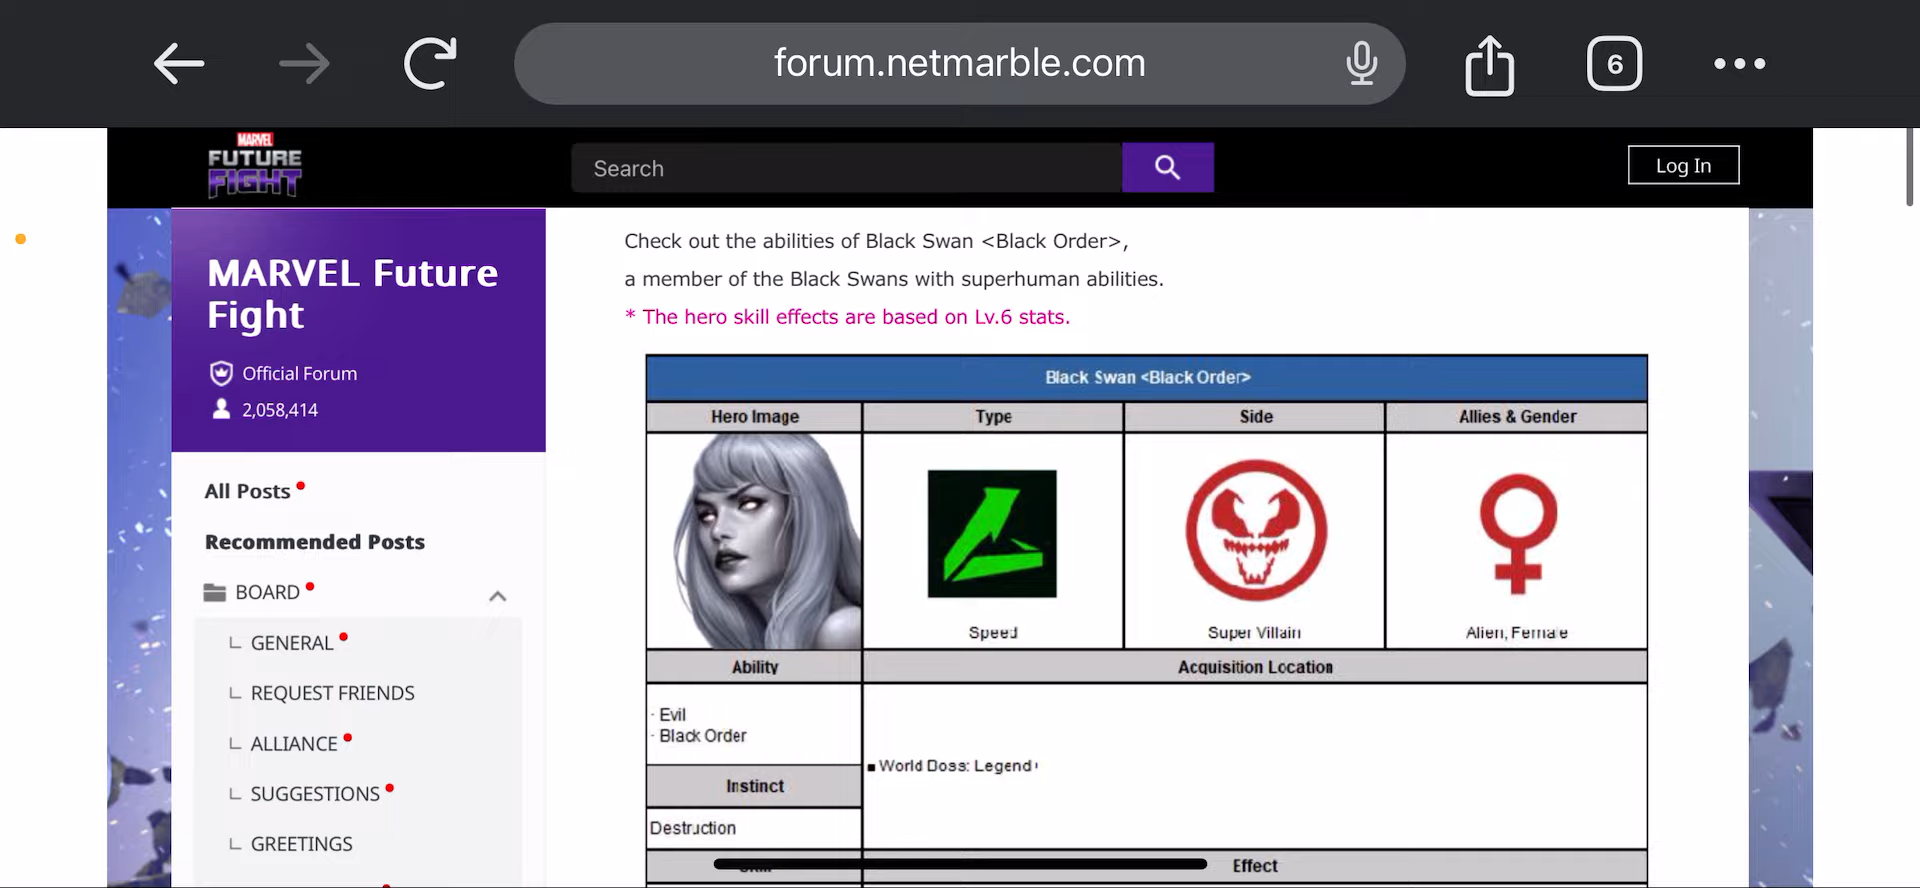 forum.netmarble.com
6
MARVEL
FUTURE
FIGHT
Search
Log In
MARVEL Future
Fight
Official Forum
2,058,414
All Posts
Recommended Posts
BOARD
GENERAL
REQUEST FRIENDS
ALLIANCE
SUGGESTIONS
GREETINGS
Check out the abilities of Black Swan <Black Order>,
a member of the Black Swans with superhuman abilities.
* The hero skill effects are based on Lv.6 stats.
Black Swan <Black Order>
Hero Image Type Side Allies & Gender
Speed Super Villain Alien, Female
Ability Acquisition Location
· Evil
· Black Order
■ World Boss: Legend+
Instinct
Destruction
Effect